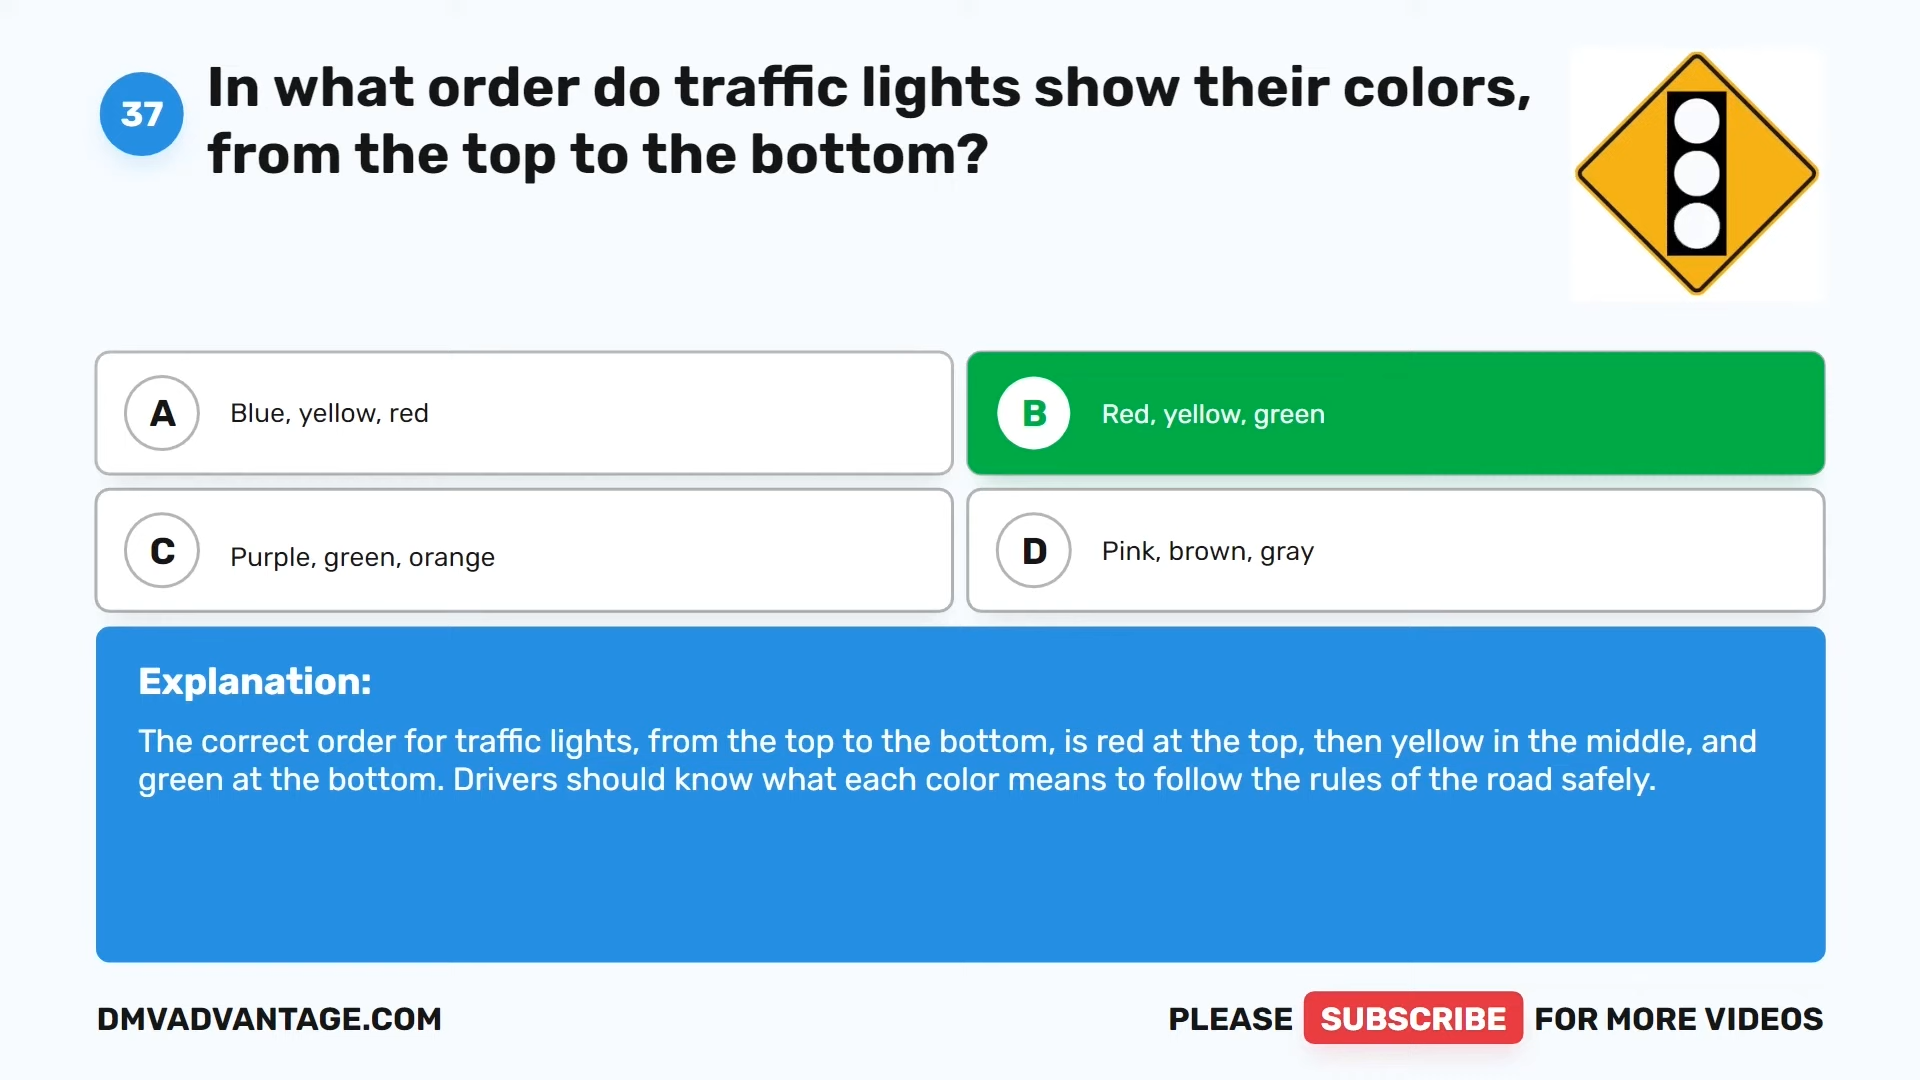 37
In what order do traffic lights show their colors,
from the top to the bottom?
A
Blue, yellow, red
B
Red, yellow, green
C
Purple, green, orange
D
Pink, brown, gray
Explanation:
The correct order for traffic lights, from the top to the bottom, is red at the top, then yellow in the middle, and
green at the bottom. Drivers should know what each color means to follow the rules of the road safely.
DMVADVANTAGE.COM
PLEASE SUBSCRIBE FOR MORE VIDEOS